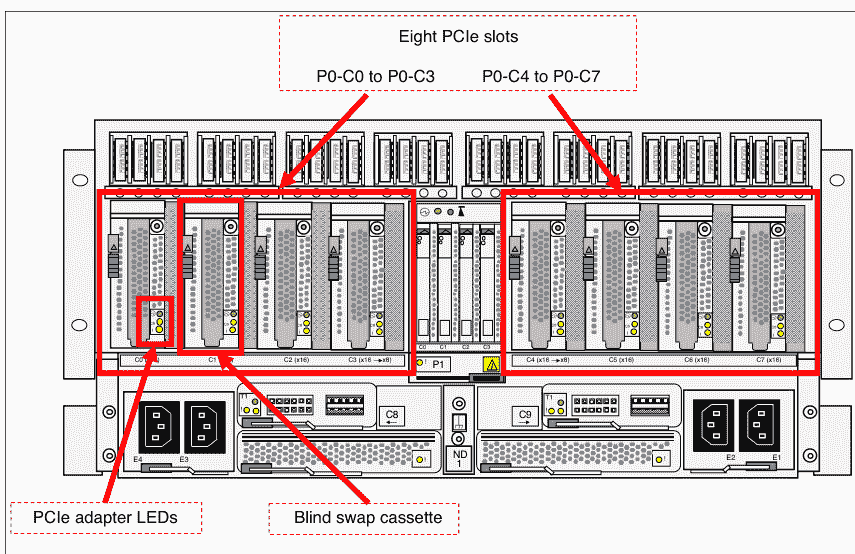 Eight PCIe slots
P0-C0 to P0-C3 P0-C4 to P0-C7
C0 C1 C2 C3
C1
C2 (x16)
C3 (x16 →x8)
P1
C4 (x16 →x8)
C5 (x16)
C6 (x16)
C7 (x16)
T1
C8
C9
T1
E4 E3
ND
1
E2 E1
PCIe adapter LEDs
Blind swap cassette